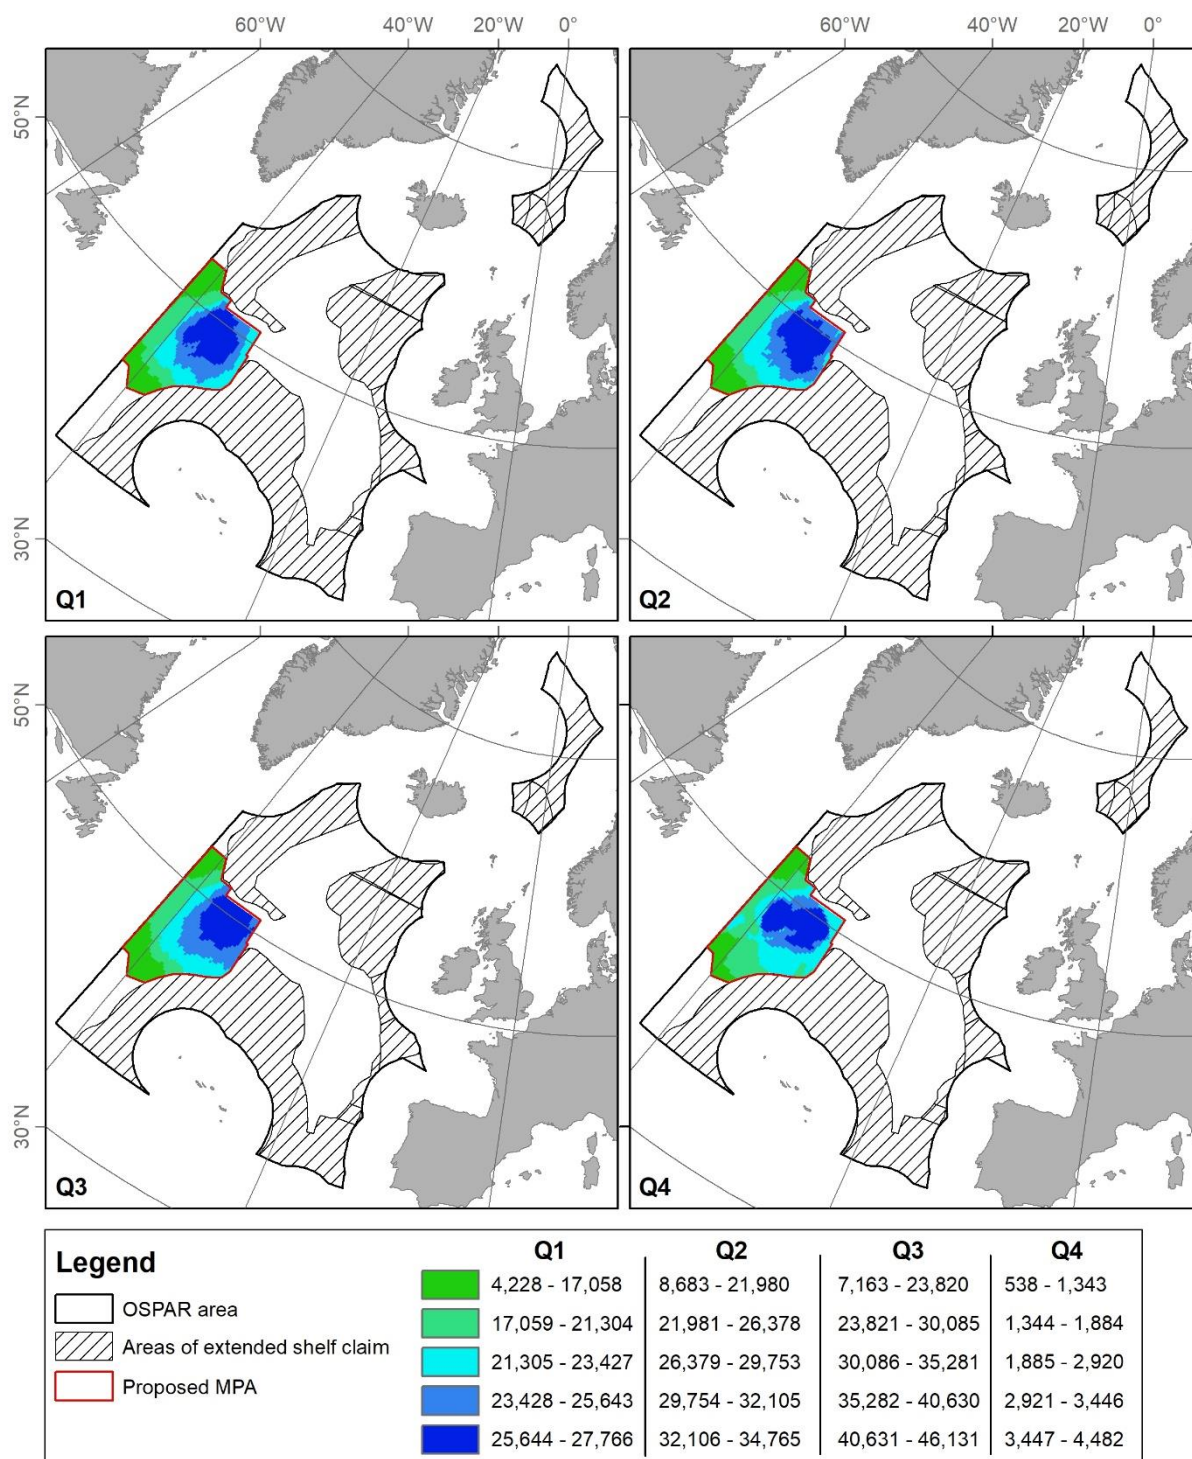 60°W 40°W 20°W 0° 60°W 40°W 20°W 0°
50°N
30°N
Q1 Q2
50°N
30°N
Q3 Q4
Legend
OSPAR area
Areas of extended shelf claim
Proposed MPA
Q1 Q2 Q3 Q4
4,228 - 17,058 8,683 - 21,980 7,163 - 23,820 538 - 1,343
17,059 - 21,304 21,981 - 26,378 23,821 - 30,085 1,344 - 1,884
21,305 - 23,427 26,379 - 29,753 30,086 - 35,281 1,885 - 2,920
23,428 - 25,643 29,754 - 32,105 35,282 - 40,630 2,921 - 3,446
25,644 - 27,766 32,106 - 34,765 40,631 - 46,131 3,447 - 4,482